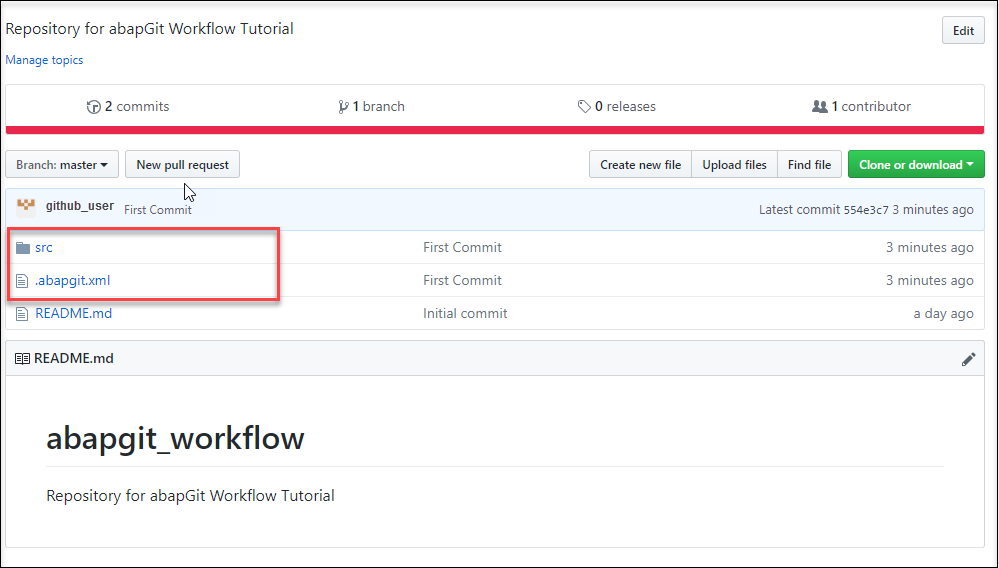 Repository for abapGit Workflow Tutorial
Edit
Manage topics
2 commits 1 branch 0 releases 1 contributor
Branch: master New pull request Create new file Upload files Find file Clone or download
github_user First Commit Latest commit 554e3c7 3 minutes ago
src First Commit 3 minutes ago
.abapgit.xml First Commit 3 minutes ago
README.md Initial commit a day ago
README.md
abapgit_workflow
Repository for abapGit Workflow Tutorial